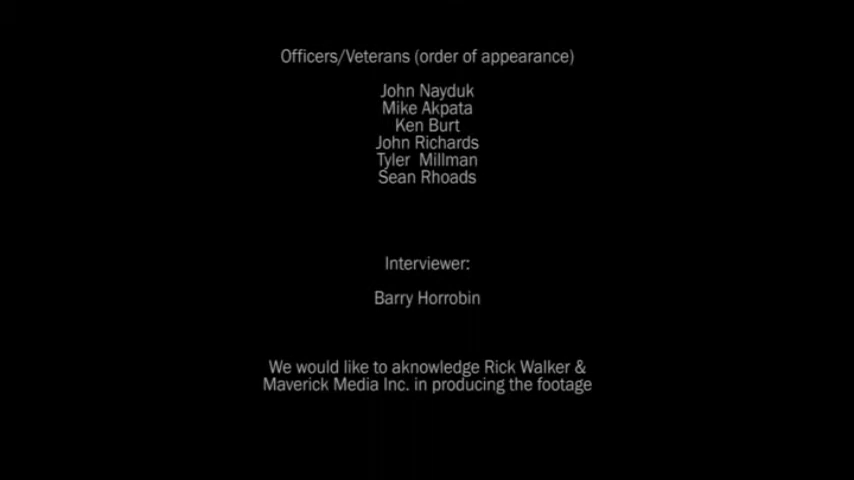 Officers/Veterans (order of appearance)
John Nayduk
Mike Akpata
Ken Burt
John Richards
Tyler  Millman
Sean Rhoads
Interviewer:
Barry Horrobin
We would like to aknowledge Rick Walker &
Maverick Media Inc. in producing the footage